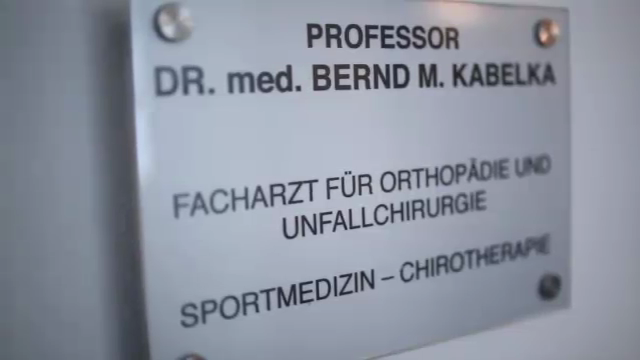 PROFESSOR
DR. med. BERND M. KABELKA
FACHARZT FÜR ORTHOPÄDIE UND
UNFALLCHIRURGIE
SPORTMEDIZIN – CHIROTHERAPIE